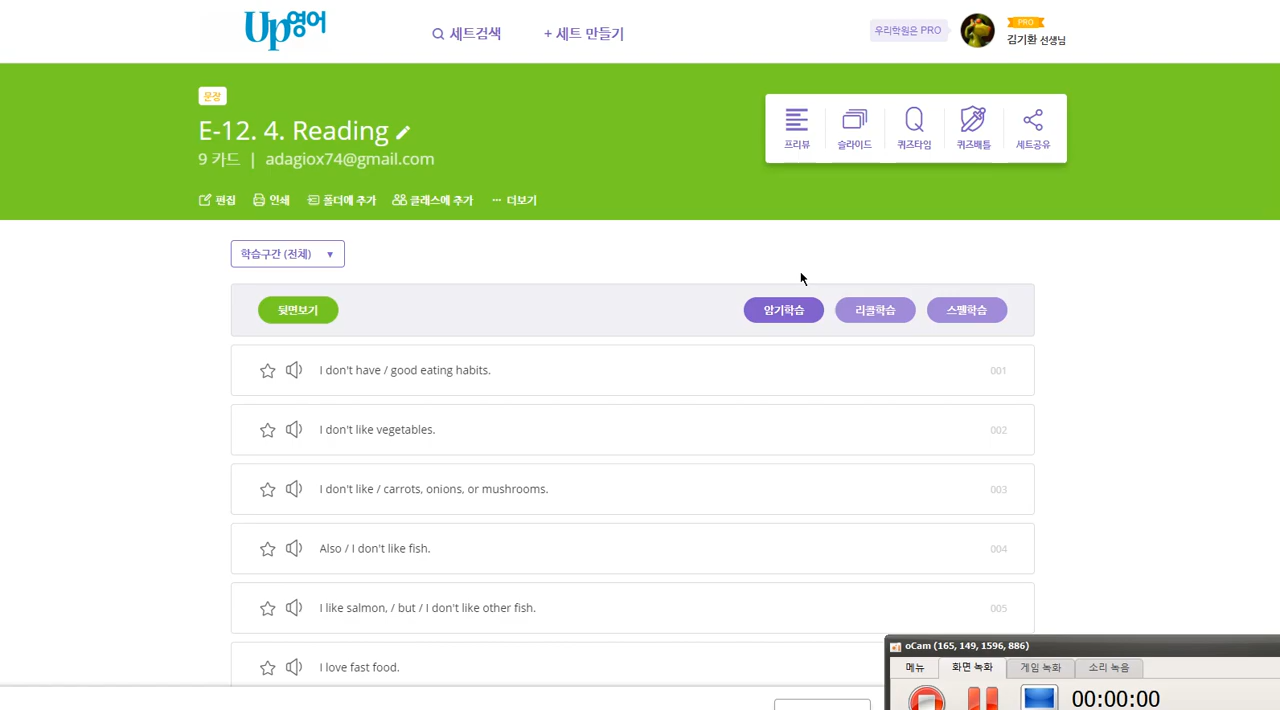 Up영어
세트검색
+ 세트 만들기
우리학원은 PRO
PRO
김기환 선생님
문장
E-12. 4. Reading
9 카드 | adagiox74@gmail.com
프리뷰
슬라이드
퀴즈타임
퀴즈배틀
세트공유
편집
인쇄
폴더에 추가
클래스에 추가
··· 더보기
학습구간 (전체) ▼
뒷면보기
암기학습
리콜학습
스펠학습
I don't have / good eating habits.
001
I don't like vegetables.
002
I don't like / carrots, onions, or mushrooms.
003
Also / I don't like fish.
004
I like salmon, / but / I don't like other fish.
005
I love fast food.
oCam (165, 149, 1596, 886)
메뉴
화면 녹화
게임 녹화
소리 녹음
00:00:00